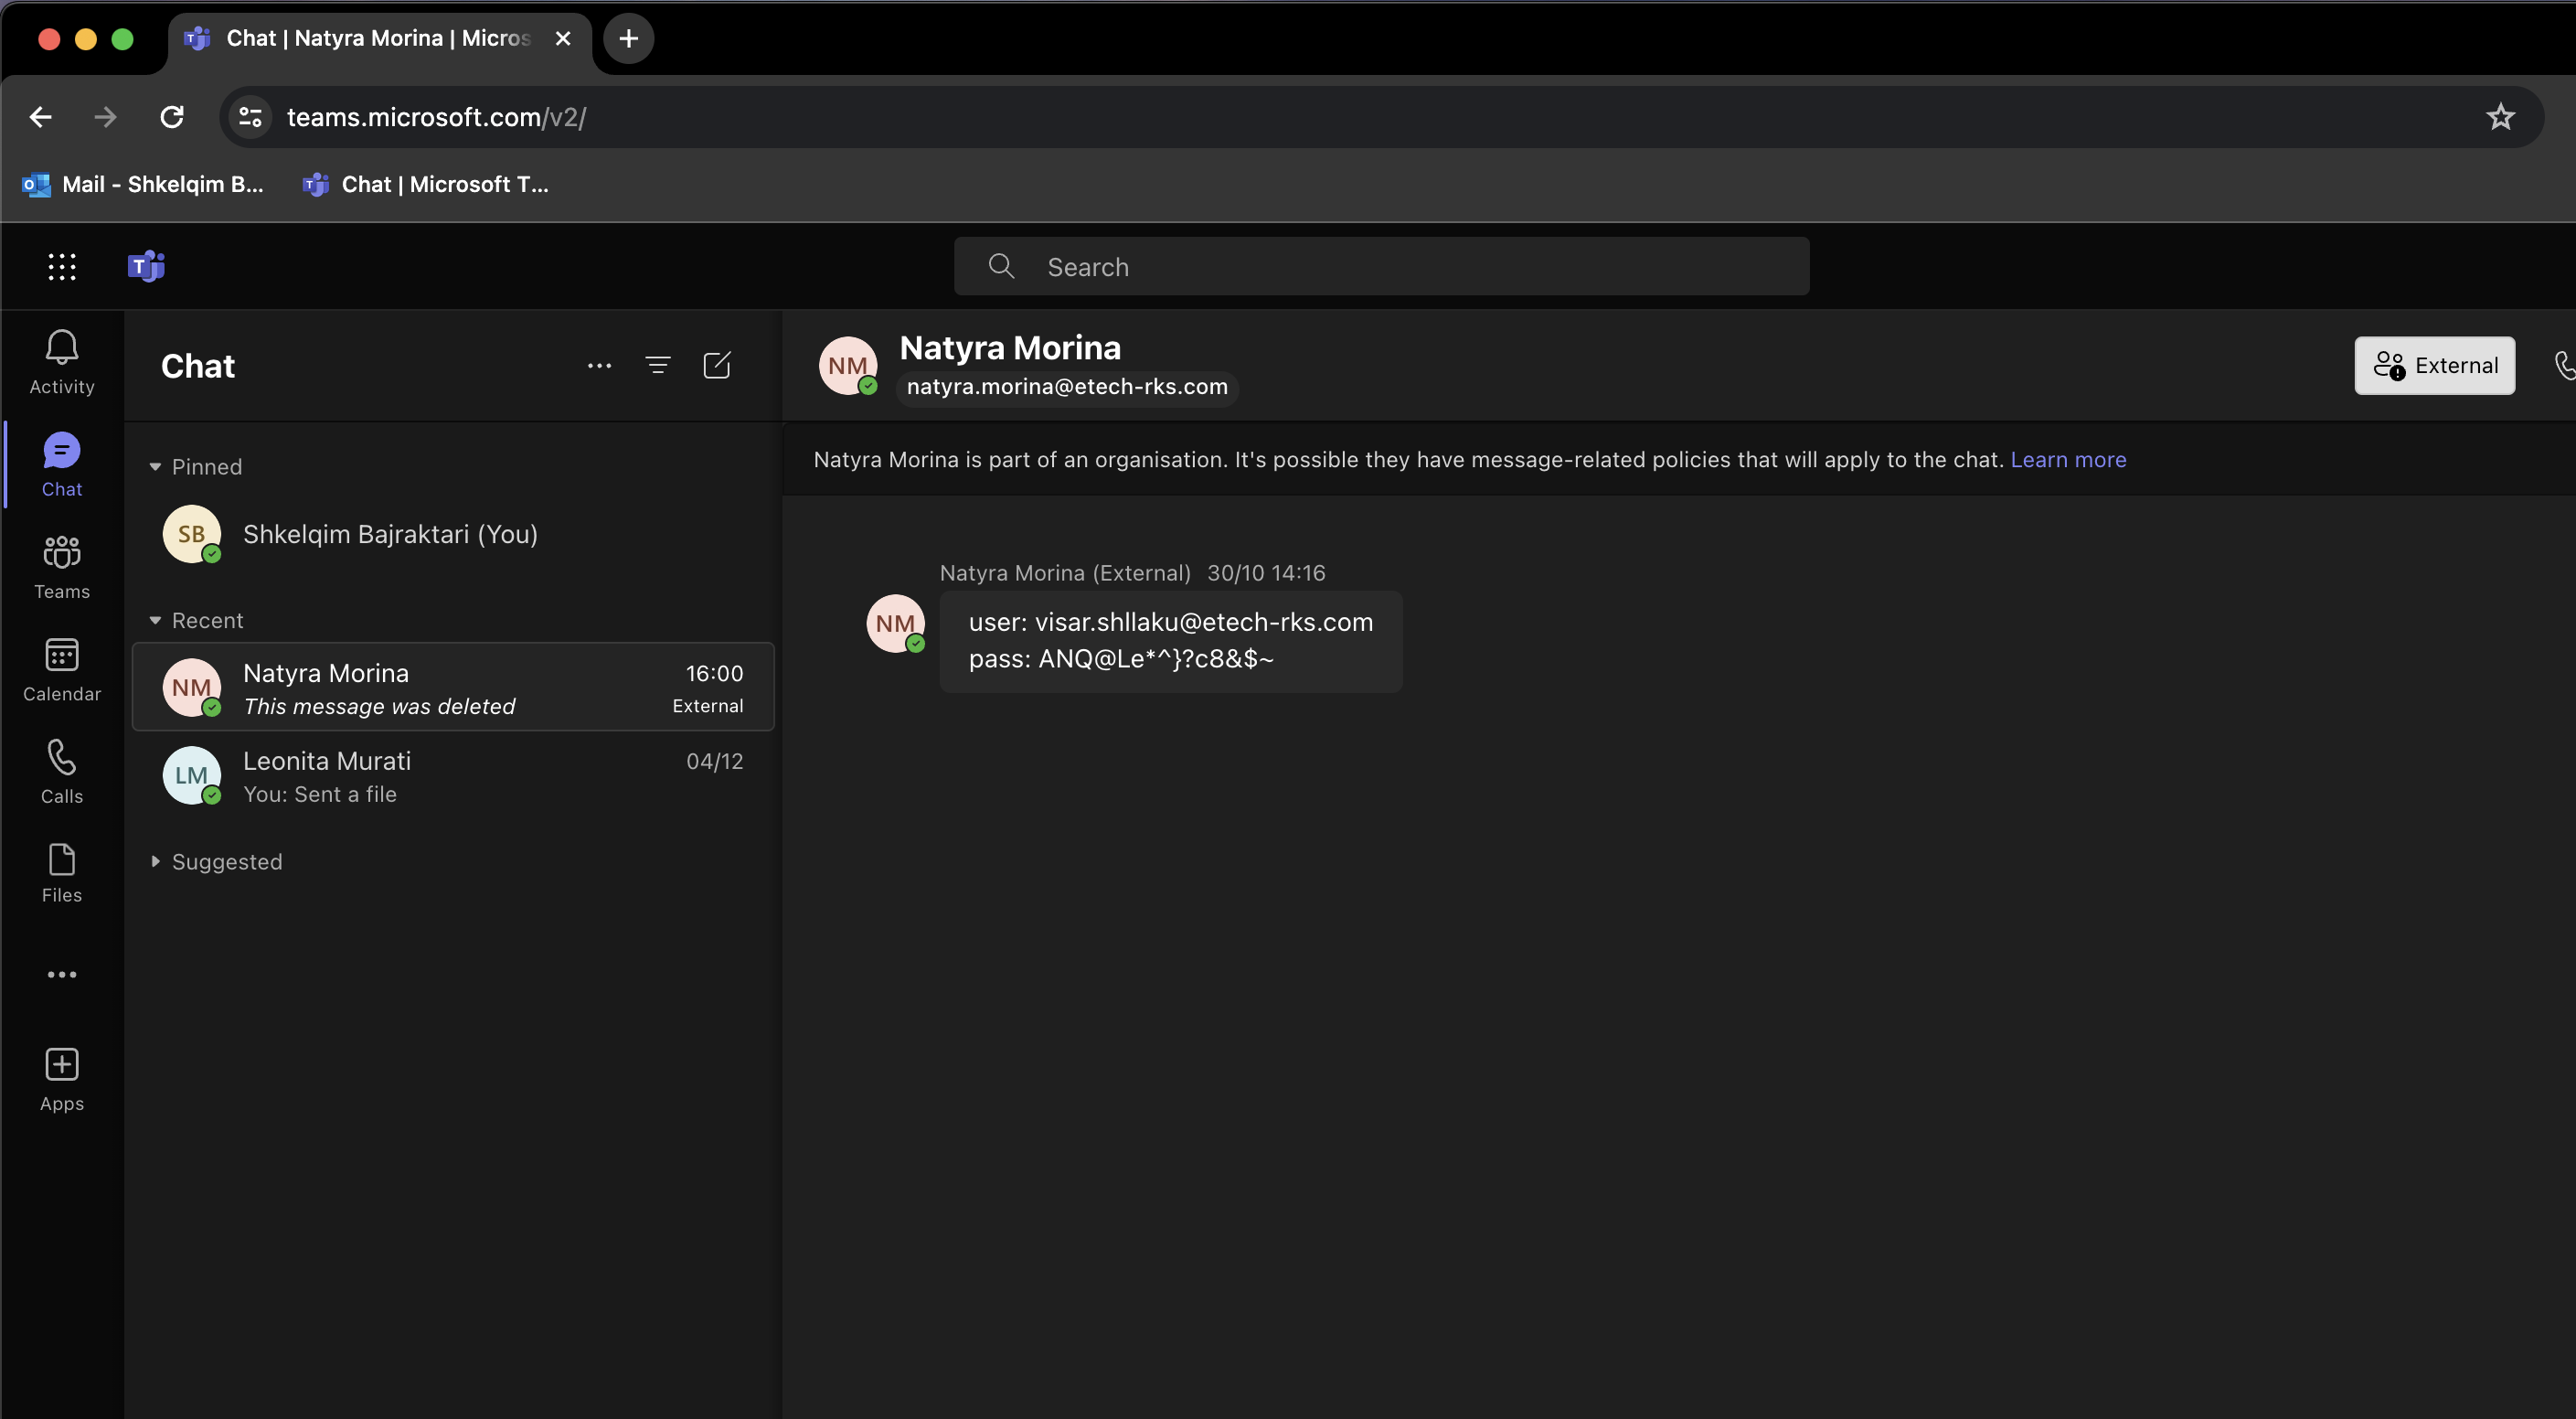 Chat | Natyra Morina | Micros
teams.microsoft.com/v2/
Mail - Shkelqim B...
Chat | Microsoft T...
Search
Activity
Chat
Teams
Calendar
Calls
Files
Apps
Chat
Pinned
SB
Shkelqim Bajraktari (You)
Recent
NM
Natyra Morina
16:00
This message was deleted
External
LM
Leonita Murati
04/12
You: Sent a file
Suggested
NM
Natyra Morina
natyra.morina@etech-rks.com
External
Natyra Morina is part of an organisation. It's possible they have message-related policies that will apply to the chat. Learn more
Natyra Morina (External) 30/10 14:16
NM
user: visar.shllaku@etech-rks.com
pass: ANQ@Le*^}?c8&$~